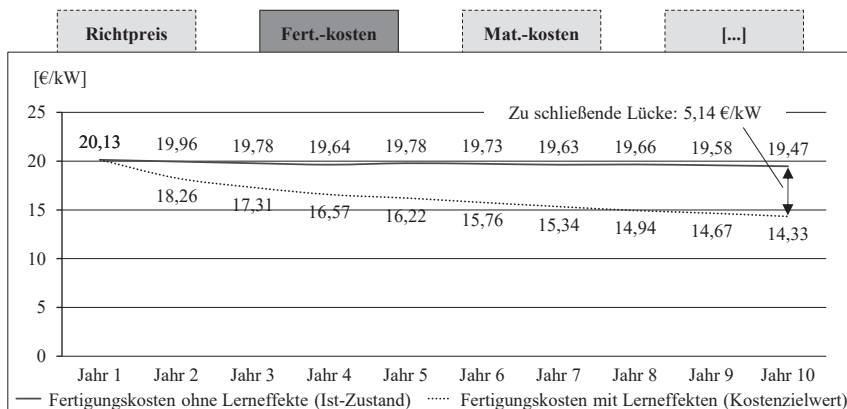 Richtpreis Fert.-kosten Mat.-kosten [...]
[€/kW]
25
Zu schließende Lücke: 5,14 €/kW
20,13 19,96 19,78 19,64 19,78 19,73 19,63 19,66 19,58 19,47
20
18,26 17,31 16,57 16,22 15,76 15,34 14,94 14,67 14,33
15
10
5
0
Jahr 1 Jahr 2 Jahr 3 Jahr 4 Jahr 5 Jahr 6 Jahr 7 Jahr 8 Jahr 9 Jahr 10
Fertigungskosten ohne Lerneffekte (Ist-Zustand) Fertigungskosten mit Lerneffekten (Kostenzielwert)